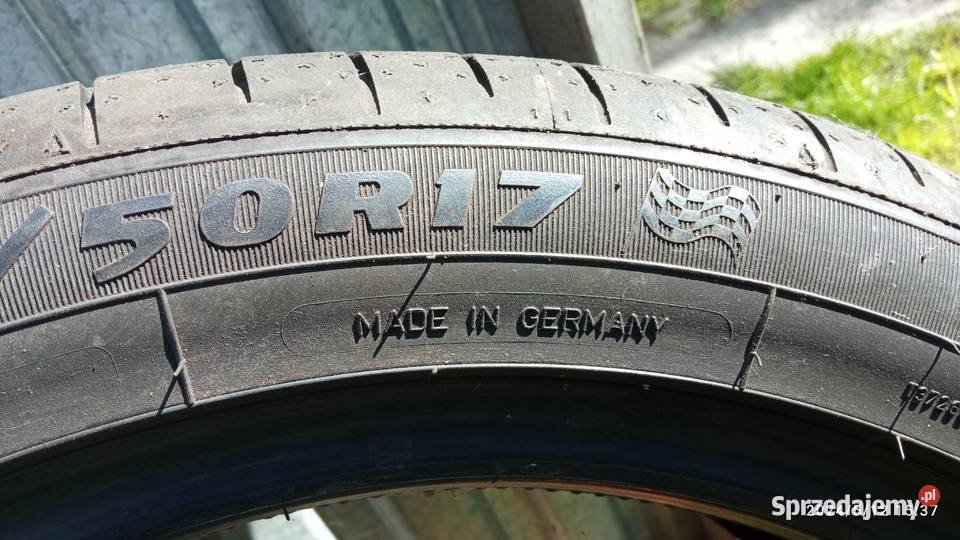 /50R17
MADE IN GERMANY
Sprzedajemy.pl